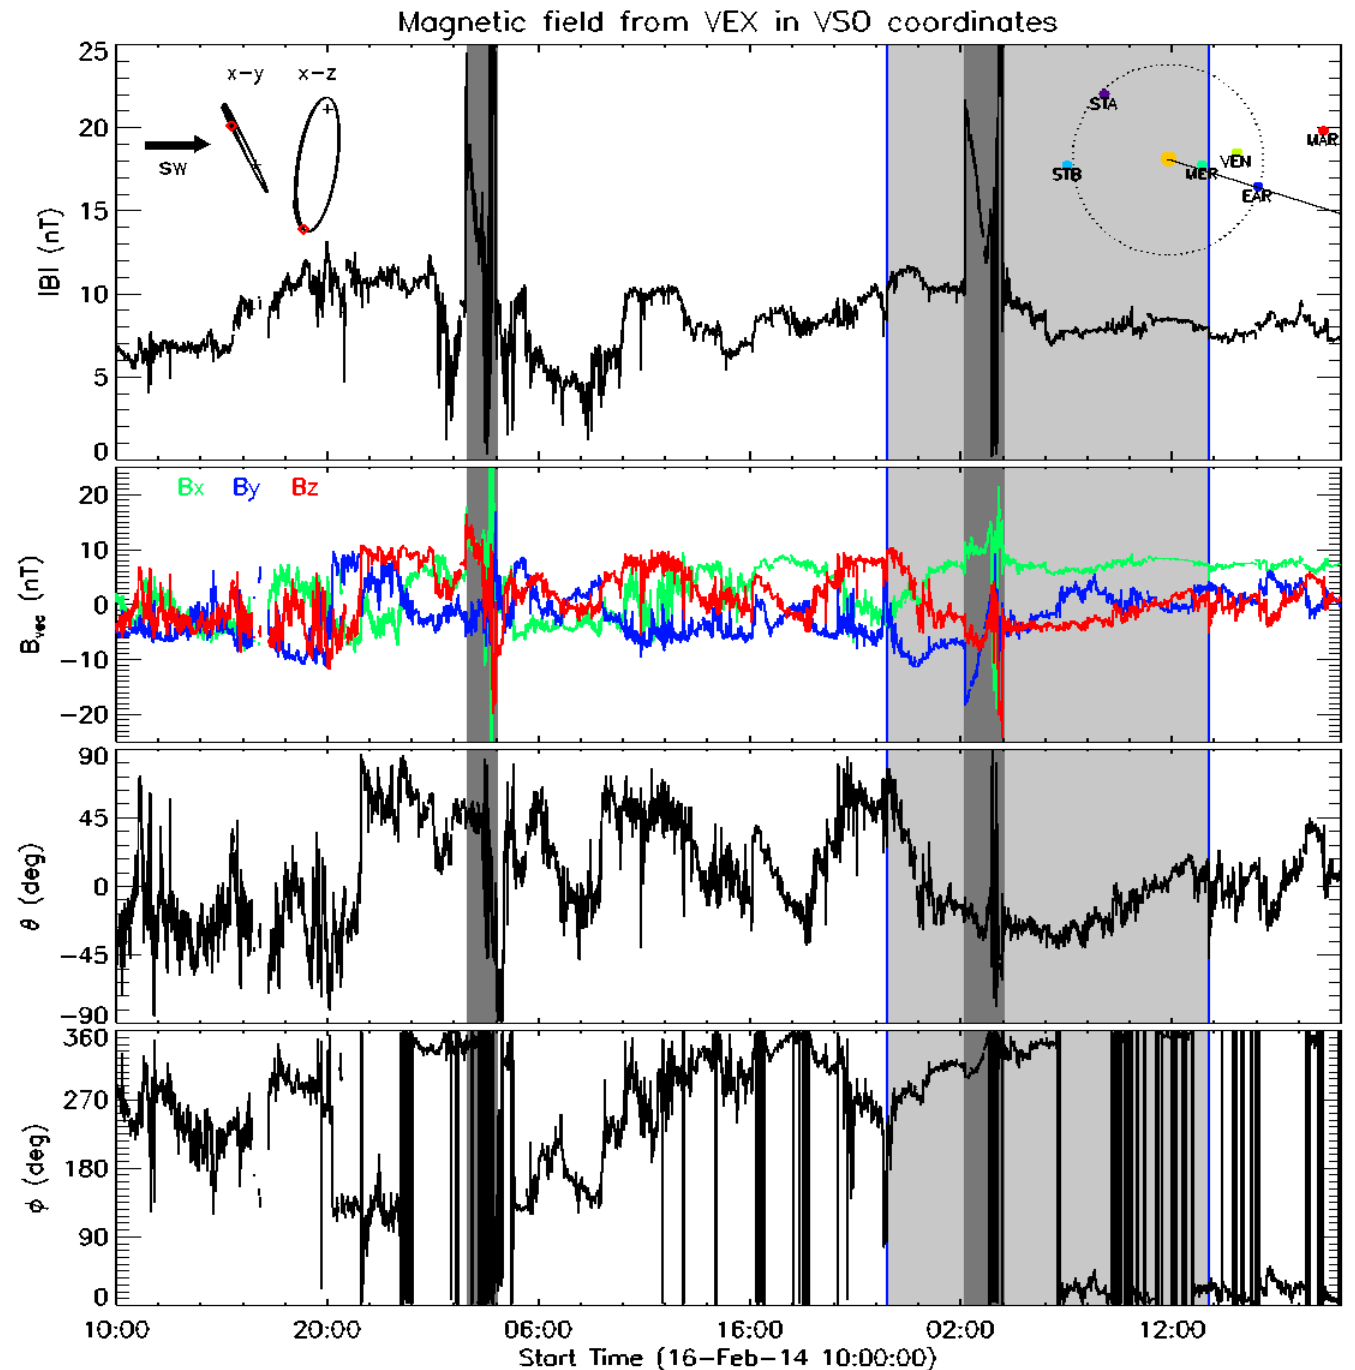 Magnetic field from VEX in VSO coordinates
25
20
15
10
5
0
|B| (nT)
x-y
x-z
SW
STA
STB
MER
VEN
EAR
MAR
Bx By Bz
20
10
0
-10
-20
Bvec (nT)
90
45
0
-45
-90
θ (deg)
360
270
180
90
0
ϕ (deg)
10:00 20:00 06:00 16:00 02:00 12:00
Start Time (16-Feb-14 10:00:00)